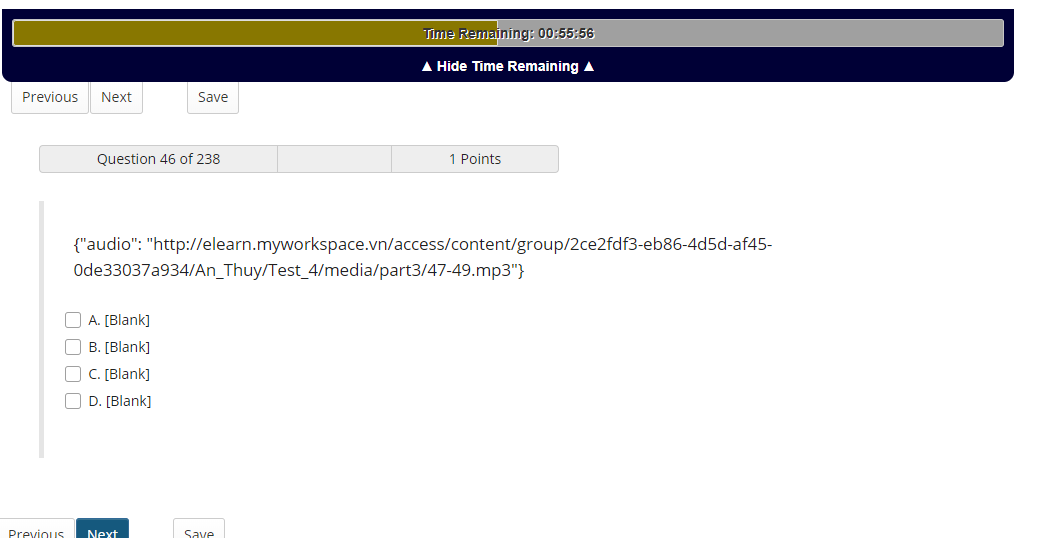 Time Remaining: 00:55:56
▲ Hide Time Remaining ▲
Previous Next Save
Question 46 of 238 1 Points
{"audio": "http://elearn.myworkspace.vn/access/content/group/2ce2fdf3-eb86-4d5d-af45-
0de33037a934/An_Thuy/Test_4/media/part3/47-49.mp3"}
A. [Blank]
B. [Blank]
C. [Blank]
D. [Blank]
Previous Next Save